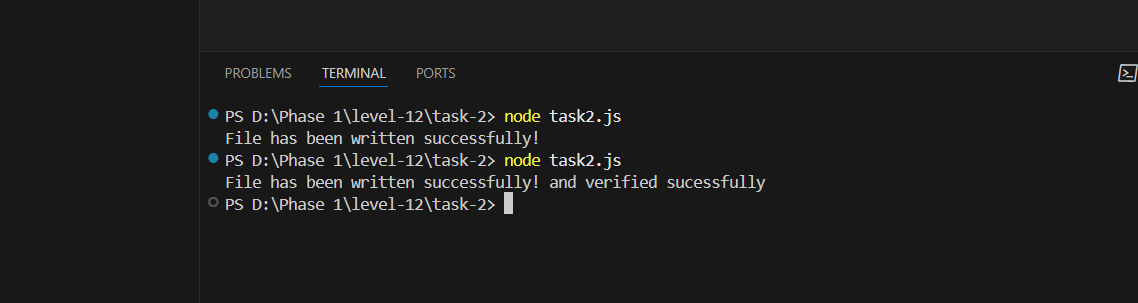 PROBLEMS TERMINAL PORTS
PS D:\Phase 1\level-12\task-2> node task2.js
File has been written successfully!
PS D:\Phase 1\level-12\task-2> node task2.js
File has been written successfully! and verified sucessfully
PS D:\Phase 1\level-12\task-2>